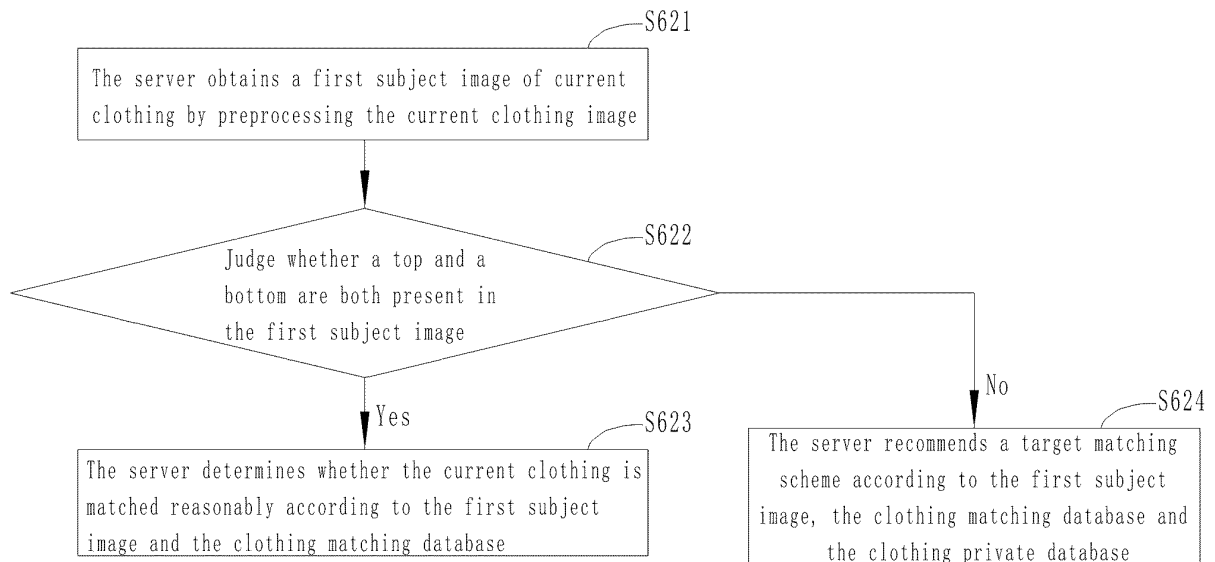 S621
The server obtains a first subject image of current
clothing by preprocessing the current clothing image
S622
Judge whether a top and a
bottom are both present in
the first subject image
Yes
No
S623
The server determines whether the current clothing is
matched reasonably according to the first subject
image and the clothing matching database
S624
The server recommends a target matching
scheme according to the first subject
image, the clothing matching database and
the clothing private database